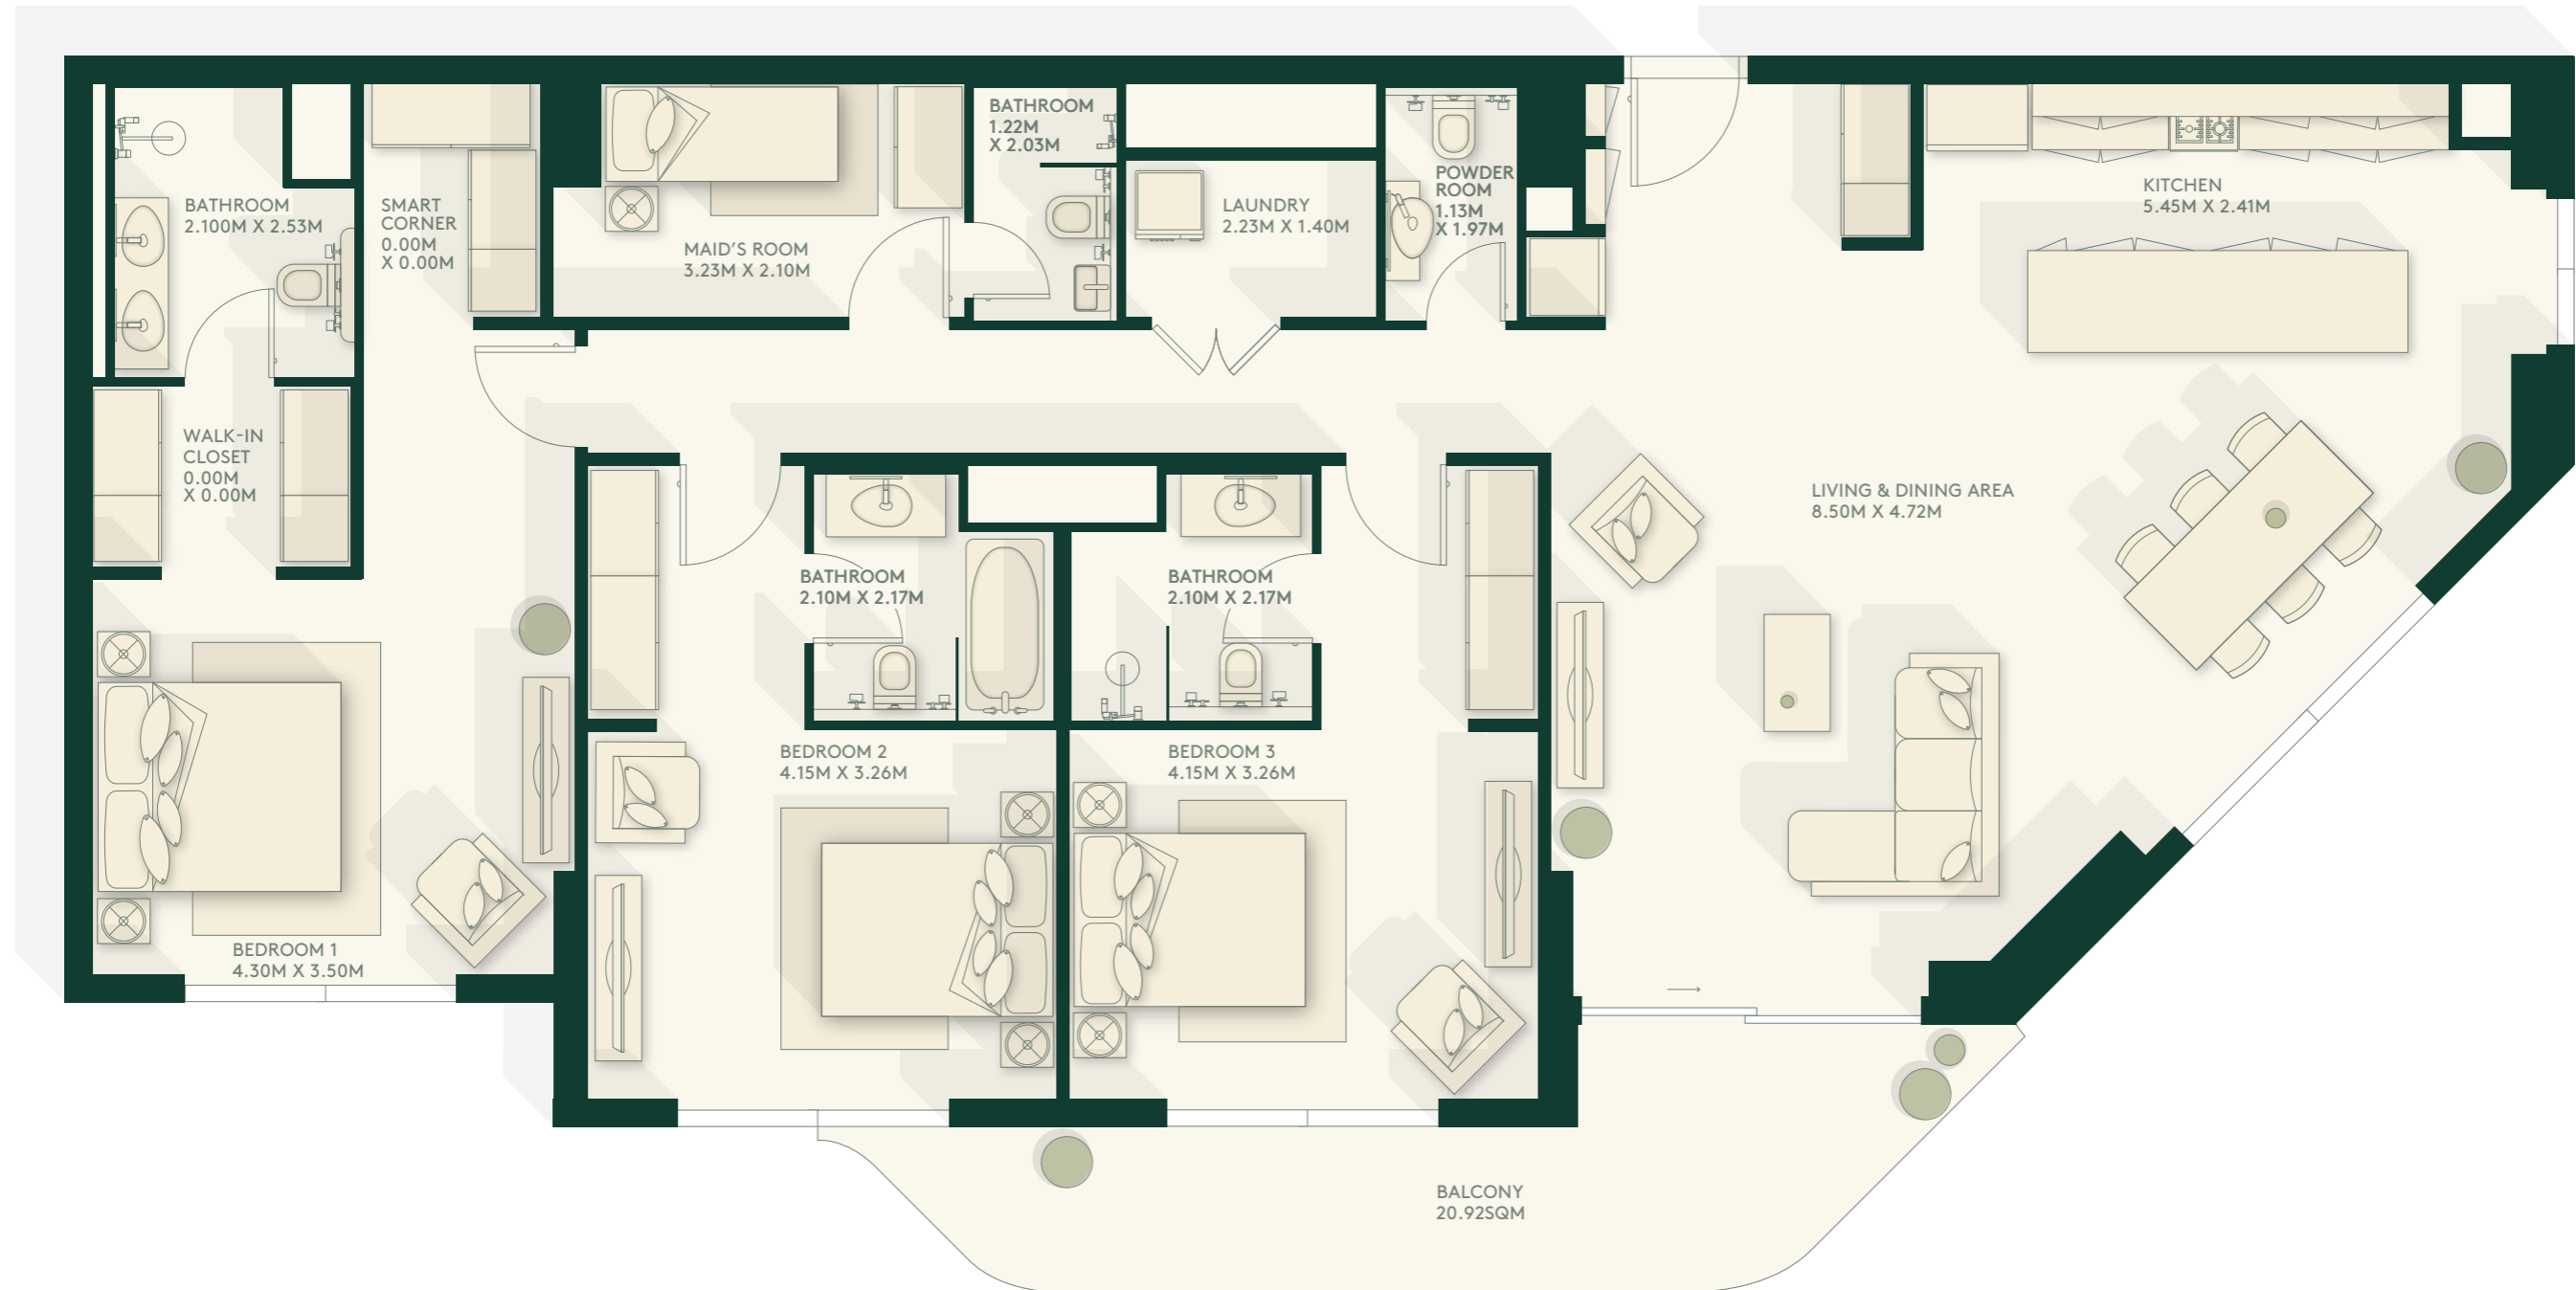 BATHROOM
2.100M X 2.53M
SMART
CORNER
0.00M
X 0.00M
MAID'S ROOM
3.23M X 2.10M
BATHROOM
1.22M
X 2.03M
LAUNDRY
2.23M X 1.40M
POWDER
ROOM
1.13M
X 1.97M
KITCHEN
5.45M X 2.41M
WALK-IN
CLOSET
0.00M
X 0.00M
BATHROOM
2.10M X 2.17M
BATHROOM
2.10M X 2.17M
LIVING & DINING AREA
8.50M X 4.72M
BEDROOM 1
4.30M X 3.50M
BEDROOM 2
4.15M X 3.26M
BEDROOM 3
4.15M X 3.26M
BALCONY
20.92SQM